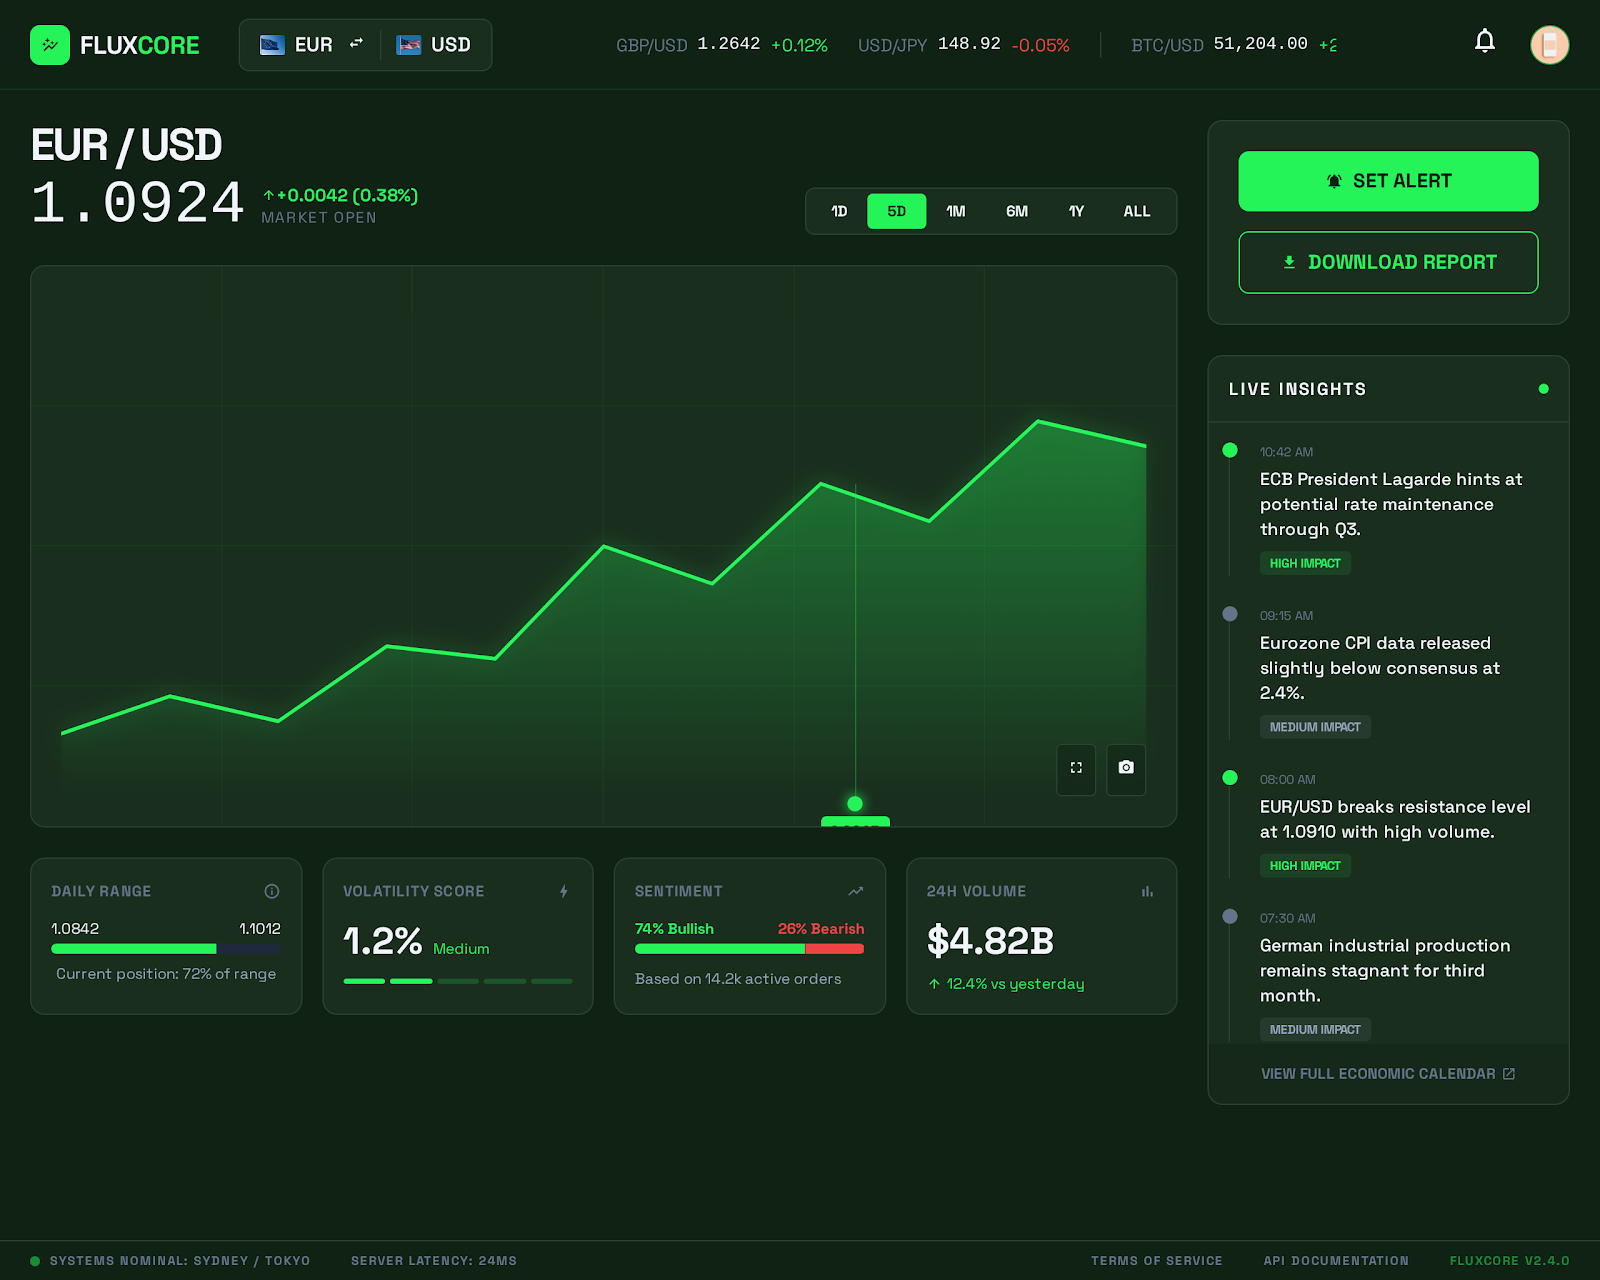 FLUXCORE
EUR
USD
GBP/USD 1.2642 +0.12%
USD/JPY 148.92 -0.05%
BTC/USD 51,204.00
EUR / USD
1.0924
+0.0042 (0.38%)
MARKET OPEN
1D 5D 1M 6M 1Y ALL
SET ALERT
DOWNLOAD REPORT
LIVE INSIGHTS
10:42 AM
ECB President Lagarde hints at
potential rate maintenance
through Q3.
HIGH IMPACT
09:15 AM
Eurozone CPI data released
slightly below consensus at
2.4%.
MEDIUM IMPACT
08:00 AM
EUR/USD breaks resistance level
at 1.0910 with high volume.
HIGH IMPACT
07:30 AM
German industrial production
remains stagnant for third
month.
MEDIUM IMPACT
VIEW FULL ECONOMIC CALENDAR
DAILY RANGE
1.0842 1.1012
Current position: 72% of range
VOLATILITY SCORE
1.2% Medium
SENTIMENT
74% Bullish 26% Bearish
Based on 14.2k active orders
24H VOLUME
$4.82B
12.4% vs yesterday
SYSTEMS NOMINAL: SYDNEY / TOKYO
SERVER LATENCY: 24MS
TERMS OF SERVICE
API DOCUMENTATION
FLUXCORE V2.4.0